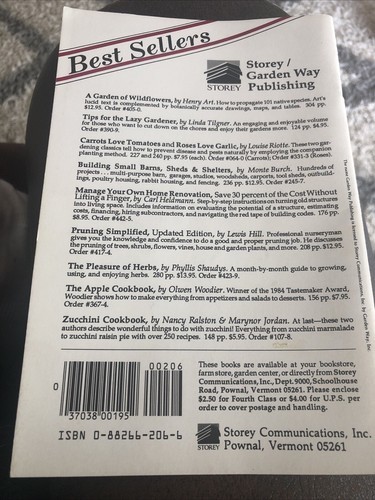 Best Sellers
Storey /
Garden Way
Publishing
STOREY
A Garden of Wildflowers, by Henry Art. How to propagate 101 native species. Art's
lucid text is complemented by botanically accurate drawings, maps, and tables. 304 pp.
$12.95. Order #405-0.
Tips for the Lazy Gardener, by Linda Tilgner. An engaging and enjoyable volume
for those who want to cut down on the chores and enjoy their gardens more. 124 pp. $4.95.
Order #390-9.
Carrots Love Tomatoes and Roses Love Garlic, by Louise Riotte. These two gar-
dening classics tell how to prevent disease and pests naturally by employing the companion
planting method. 227 and 240 pp. $7.95 (each). Order #064-0 (Carrots); Order #331-3 (Roses).
Building Small Barns, Sheds & Shelters, by Monte Burch. Hundreds of
projects . . . multi-purpose barn, garages, studios, woodsheds, carports, tool sheds, outbuild-
ings, poultry housing, rabbit housing, and fencing. 236 pp. $12.95. Order #245-7.
Manage Your Own Home Renovation, Save 30 percent of the Cost Without
Lifting a Finger, by Carl Heldmann. Step-by-step instructions on turning old structures
into living space. Includes information on evaluating the potential of a structure, estimating
costs, financing, hiring subcontractors, and navigating the red tape of building codes. 176 pp.
$8.95. Order #442-5.
Pruning Simplified, Updated Edition, by Lewis Hill. Professional nurseryman
gives you the knowledge and confidence to do a good and proper pruning job. He discusses
the pruning of trees, shrubs, flowers, vines, house and garden plants, and more. 208 pp. $12.95.
Order #417-4.
The Pleasure of Herbs, by Phyllis Shaudys. A month-by-month guide to growing,
using, and enjoying herbs. 280 pp. $13.95. Order #423-9.
The Apple Cookbook, by Olwen Woodier. Winner of the 1984 Tastemaker Award,
Woodier shows how to make everything from appetizers and salads to desserts. 156 pp. $7.95.
Order #367-4.
Zucchini Cookbook, by Nancy Ralston & Marynor Jordan. At last—these two
authors describe wonderful things to do with zucchini! Everything from zucchini marmalade
to zucchini raisin pie with over 250 recipes. 148 pp. $5.95. Order #107-8.
The name Garden Way Publishing is licensed to Storey Communications, Inc. by Garden Way, Inc.
00206
0
37038 00195
ISBN 0-88266-206-6
These books are available at your bookstore,
farm store, garden center, or directly from Storey
Communications, Inc., Dept. 9000, Schoolhouse
Road, Pownal, Vermont 05261. Please enclose
$2.50 for Fourth Class or $4.00 for U.P.S. per
order to cover postage and handling.
STOREY
Storey Communications, Inc.
Pownal, Vermont 05261